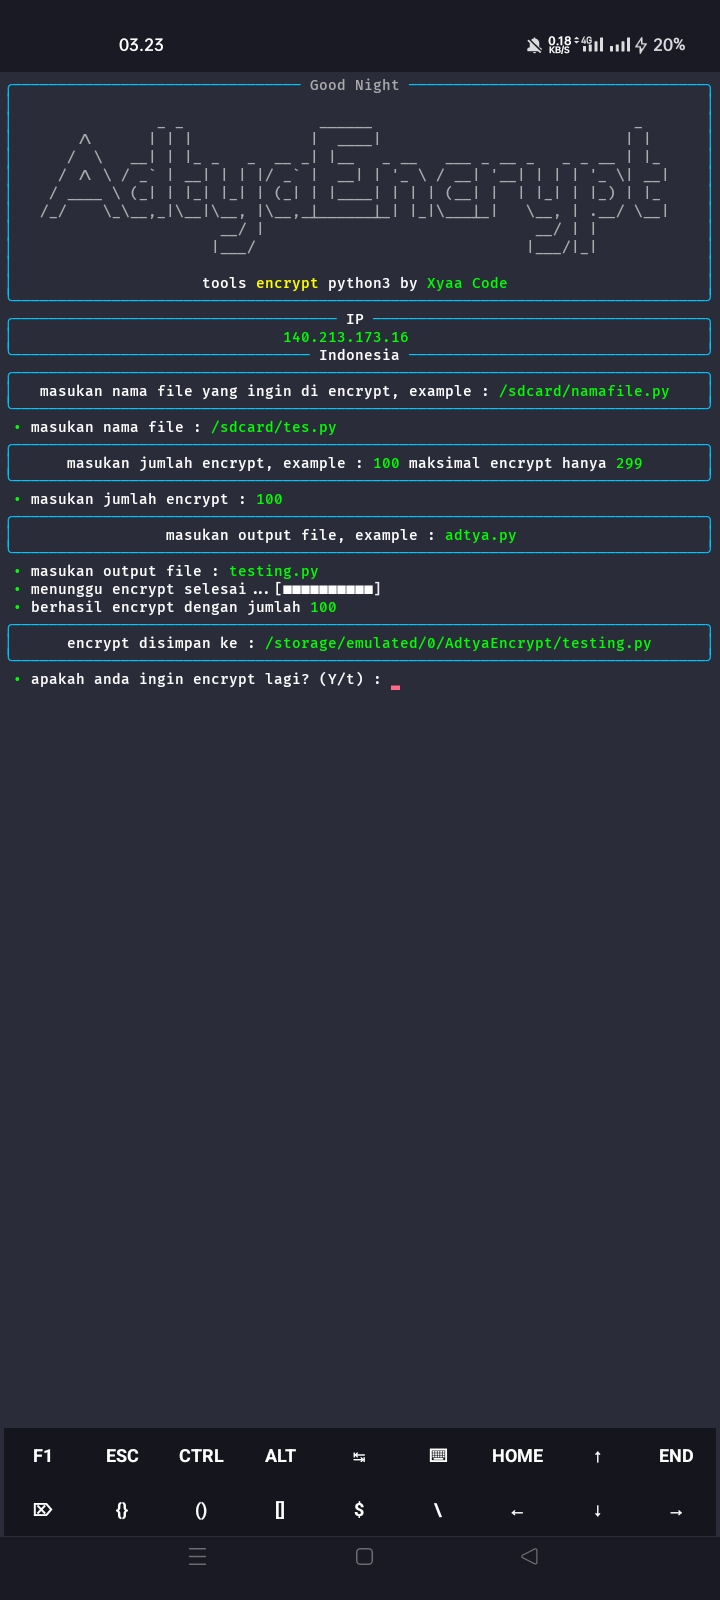 03.23
0.18 KB/S 4G 20%
Good Night
AdtyaEncrypt
tools encrypt python3 by Xyaa Code
IP
140.213.173.16
Indonesia
masukan nama file yang ingin di encrypt, example : /sdcard/namafile.py
• masukan nama file : /sdcard/tes.py
masukan jumlah encrypt, example : 100 maksimal encrypt hanya 299
• masukan jumlah encrypt : 100
masukan output file, example : adtya.py
• masukan output file : testing.py
• menunggu encrypt selesai...[■■■■■■■■■■]
• berhasil encrypt dengan jumlah 100
encrypt disimpan ke : /storage/emulated/0/AdtyaEncrypt/testing.py
• apakah anda ingin encrypt lagi? (Y/t) : _
F1 ESC CTRL ALT ↹ ⌨ HOME ↑ END
⌦ {} () [] $ \ ← ↓ →